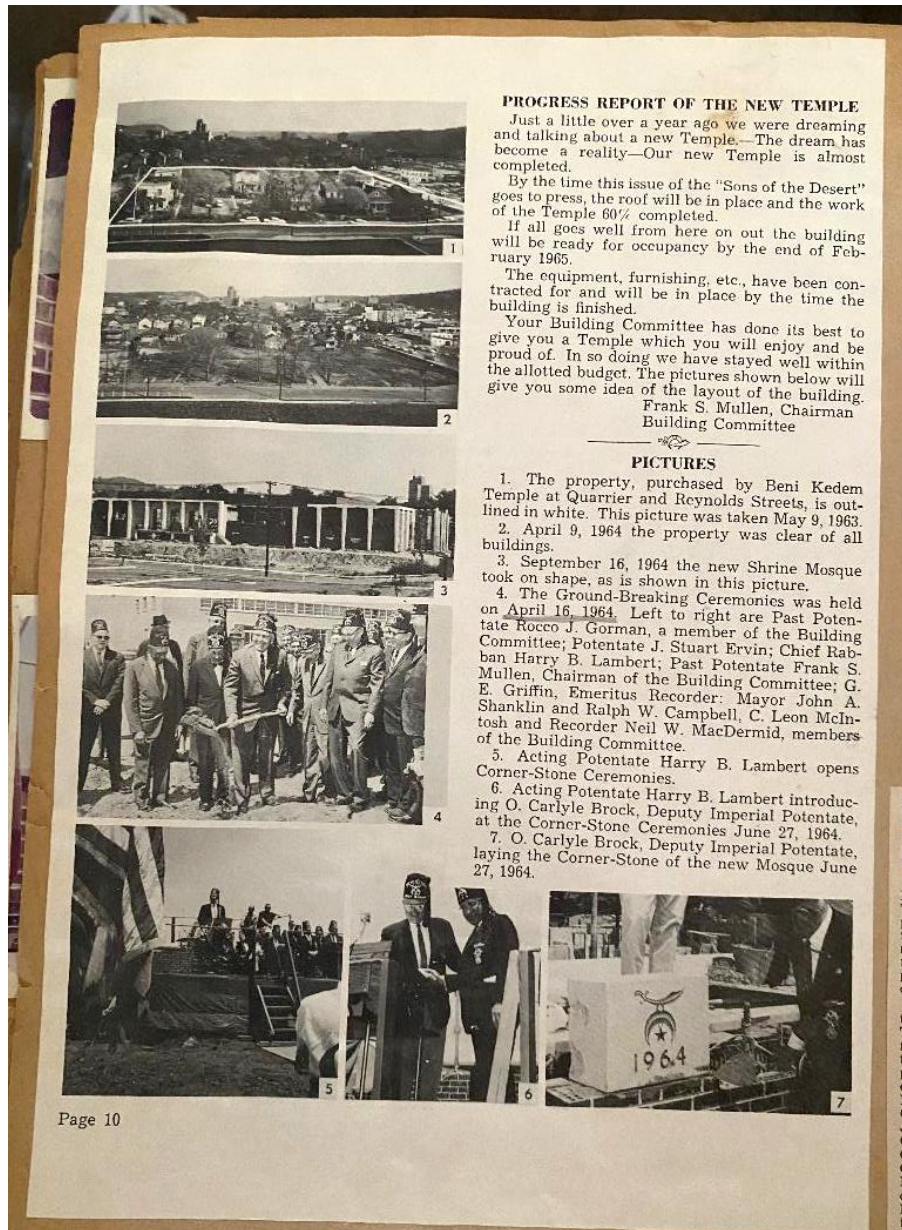 PROGRESS REPORT OF THE NEW TEMPLE
Just a little over a year ago we were dreaming
and talking about a new Temple.—The dream has
become a reality—Our new Temple is almost
completed.
By the time this issue of the "Sons of the Desert"
goes to press, the roof will be in place and the work
of the Temple 60% completed.
If all goes well from here on out the building
will be ready for occupancy by the end of Feb-
ruary 1965.
The equipment, furnishing, etc., have been con-
tracted for and will be in place by the time the
building is finished.
Your Building Committee has done its best to
give you a Temple which you will enjoy and be
proud of. In so doing we have stayed well within
the allotted budget. The pictures shown below will
give you some idea of the layout of the building.
Frank S. Mullen, Chairman
Building Committee
PICTURES
1. The property, purchased by Beni Kedem
Temple at Quarrier and Reynolds Streets, is out-
lined in white. This picture was taken May 9, 1963.
2. April 9, 1964 the property was clear of all
buildings.
3. September 16, 1964 the new Shrine Mosque
took on shape, as is shown in this picture.
4. The Ground-Breaking Ceremonies was held
on April 16, 1964. Left to right are Past Poten-
tate Rocco J. Gorman, a member of the Building
Committee; Potentate J. Stuart Ervin; Chief Rab-
ban Harry B. Lambert; Past Potentate Frank S.
Mullen, Chairman of the Building Committee; G.
E. Griffin, Emeritus Recorder: Mayor John A.
Shanklin and Ralph W. Campbell, C. Leon McIn-
tosh and Recorder Neil W. MacDermid, members
of the Building Committee.
5. Acting Potentate Harry B. Lambert opens
Corner-Stone Ceremonies.
6. Acting Potentate Harry B. Lambert introduc-
ing O. Carlyle Brock, Deputy Imperial Potentate,
at the Corner-Stone Ceremonies June 27, 1964.
7. O. Carlyle Brock, Deputy Imperial Potentate,
laying the Corner-Stone of the new Mosque June
27, 1964.
1
2
3
4
5
6
1964
7
Page 10